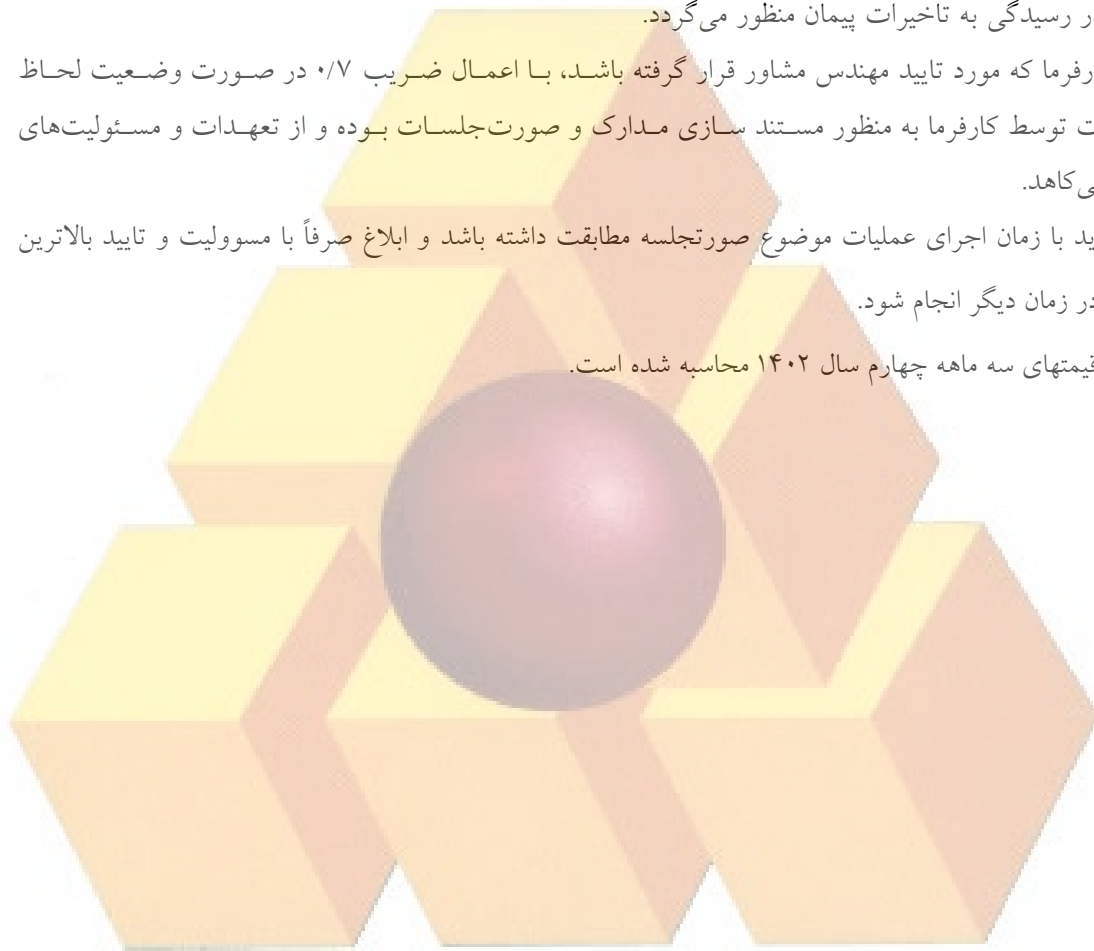 ر رسیدگی به تاخیرات پیمان منظور می‌گردد.
رفرما که مورد تایید مهندس مشاور قرار گرفته باشد، با اعمال ضریب ۰/۷ در صورت وضعیت لحاظ
ت توسط کارفرما به منظور مستند سازی مدارک و صورت‌جلسات بوده و از تعهدات و مسئولیت‌های
ی‌کاهد.
ید با زمان اجرای عملیات موضوع صورتجلسه مطابقت داشته باشد و ابلاغ صرفاً با مسوولیت و تایید بالاترین
در زمان دیگر انجام شود.
قیمتهای سه ماهه چهارم سال ۱۴۰۲ محاسبه شده است.